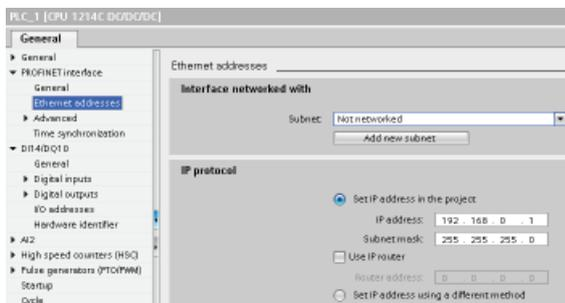 PLC_1 [CPU 1214C DC/DC/DC]
General
General
PROFINET interface
General
Ethernet addresses
Advanced
Time synchronization
DI14/DQ10
General
Digital inputs
Digital outputs
I/O addresses
Hardware identifier
AI2
High speed counters (HSC)
Pulse generators (PTO/PWM)
Startup
Cycle
Ethernet addresses
Interface networked with
Subnet: Not networked
Add new subnet
IP protocol
Set IP address in the project
IP address: 192 . 168 . 0 . 1
Subnet mask: 255 . 255 . 255 . 0
Use IP router
Router address: 0 . 0 . 0 . 0
Set IP address using a different method